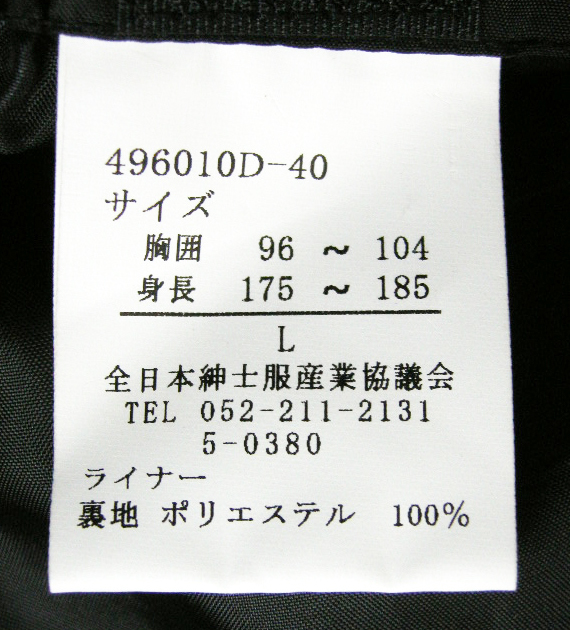 496010D-40
サイズ
胸囲 96 ～ 104
身長 175 ～ 185
L
全日本紳士服産業協議会
TEL 052-211-2131
5-0380
ライナー
裏地 ポリエステル 100%